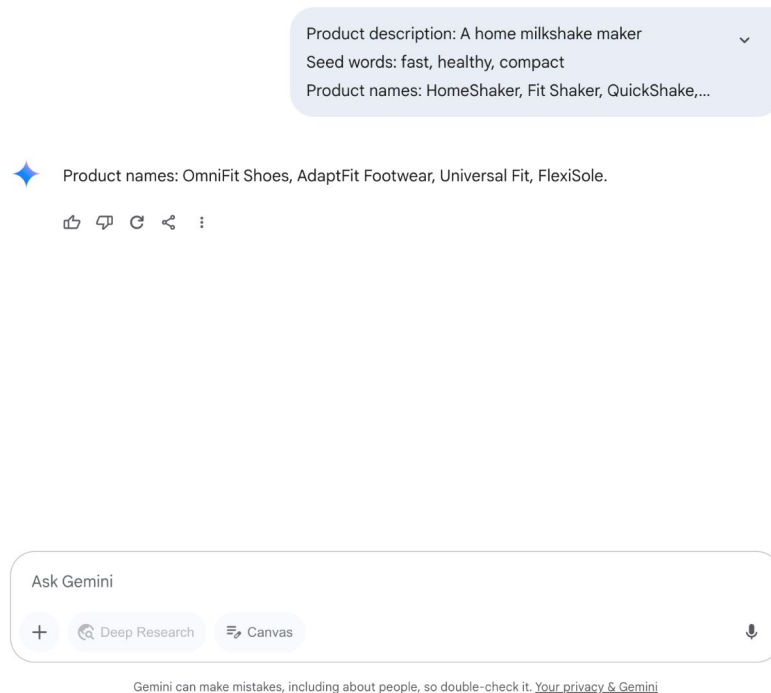 Product description: A home milkshake maker
Seed words: fast, healthy, compact
Product names: HomeShaker, Fit Shaker, QuickShake,...
Product names: OmniFit Shoes, AdaptFit Footwear, Universal Fit, FlexiSole.
Ask Gemini
Deep Research
Canvas
Gemini can make mistakes, including about people, so double-check it. Your privacy & Gemini